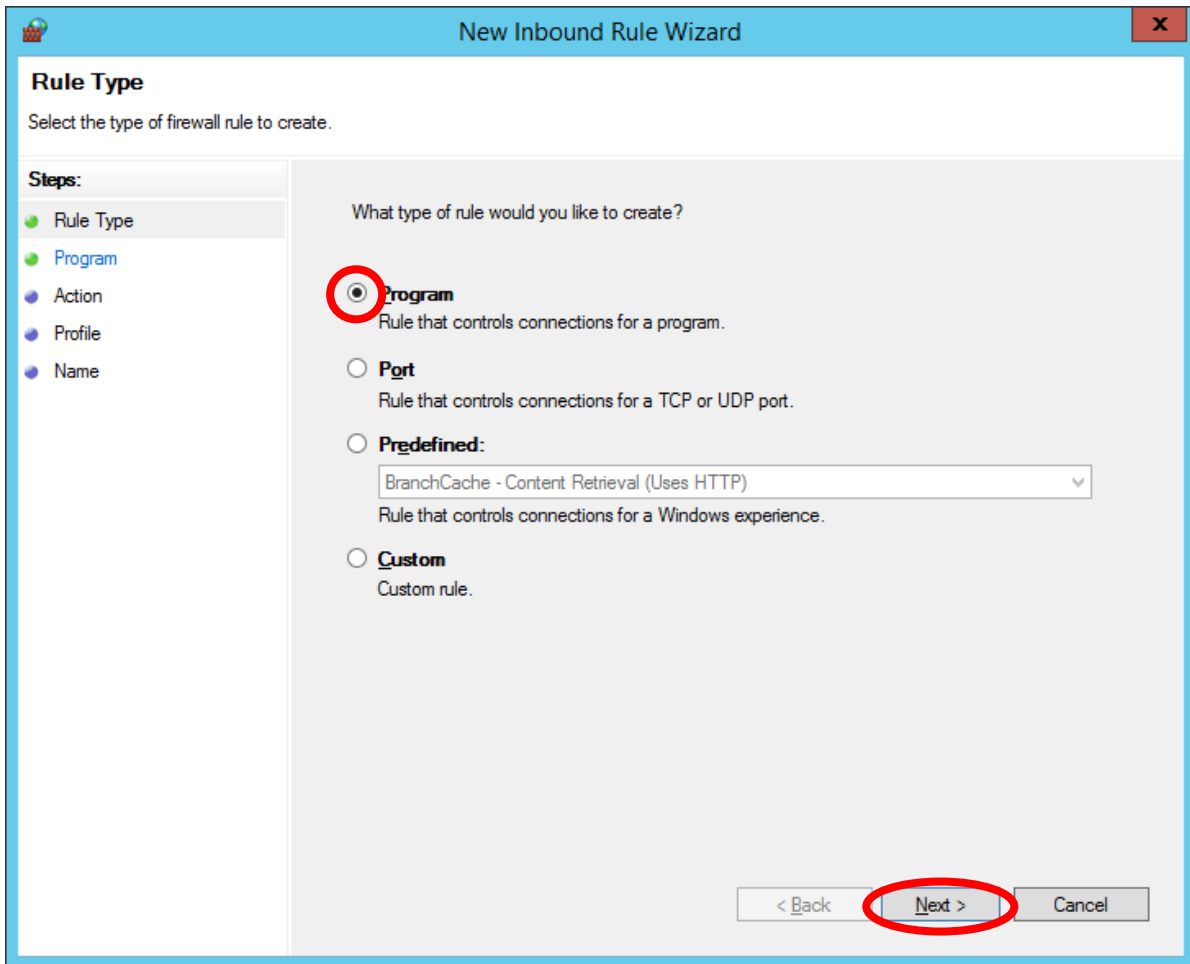 New Inbound Rule Wizard
x
Rule Type
Select the type of firewall rule to create.
Steps:
Rule Type
Program
Action
Profile
Name
What type of rule would you like to create?
Program
Rule that controls connections for a program.
Port
Rule that controls connections for a TCP or UDP port.
Predefined:
BranchCache - Content Retrieval (Uses HTTP)
Rule that controls connections for a Windows experience.
Custom
Custom rule.
< Back
Next >
Cancel